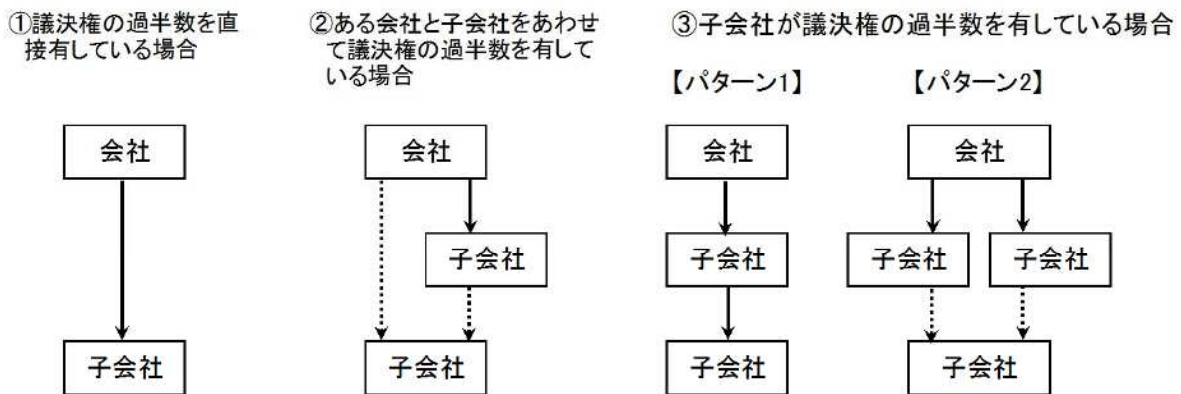 ①議決権の過半数を直
接有している場合
②ある会社と子会社をあわせ
て議決権の過半数を有して
いる場合
③子会社が議決権の過半数を有している場合
【パターン1】
【パターン2】
会社
会社
会社
会社
子会社
子会社
子会社
子会社
子会社
子会社
子会社
子会社